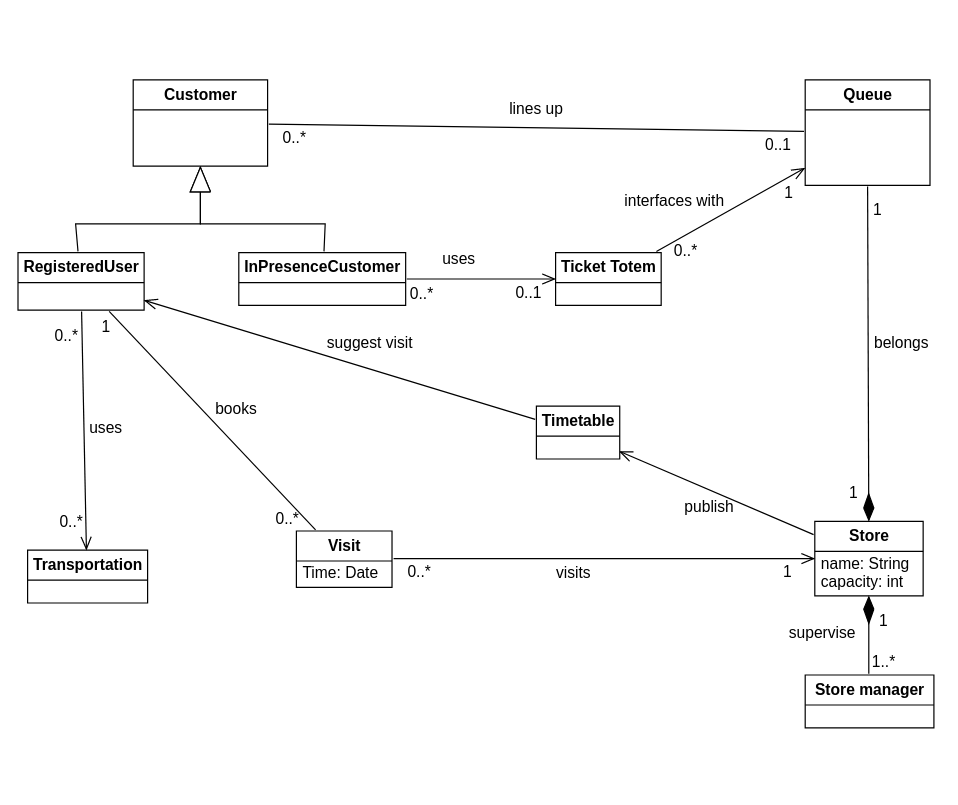 Customer
Queue
lines up
0..*
0..1
interfaces with
1
1
RegisteredUser
InPresenceCustomer
uses
Ticket Totem
0..*
0..*
0..1
0..*
1
suggest visit
belongs
books
uses
Timetable
publish
1
0..*
0..*
Visit
Time: Date
Store
name: String
capacity: int
Transportation
0..*
visits
1
1
supervise
1..*
Store manager